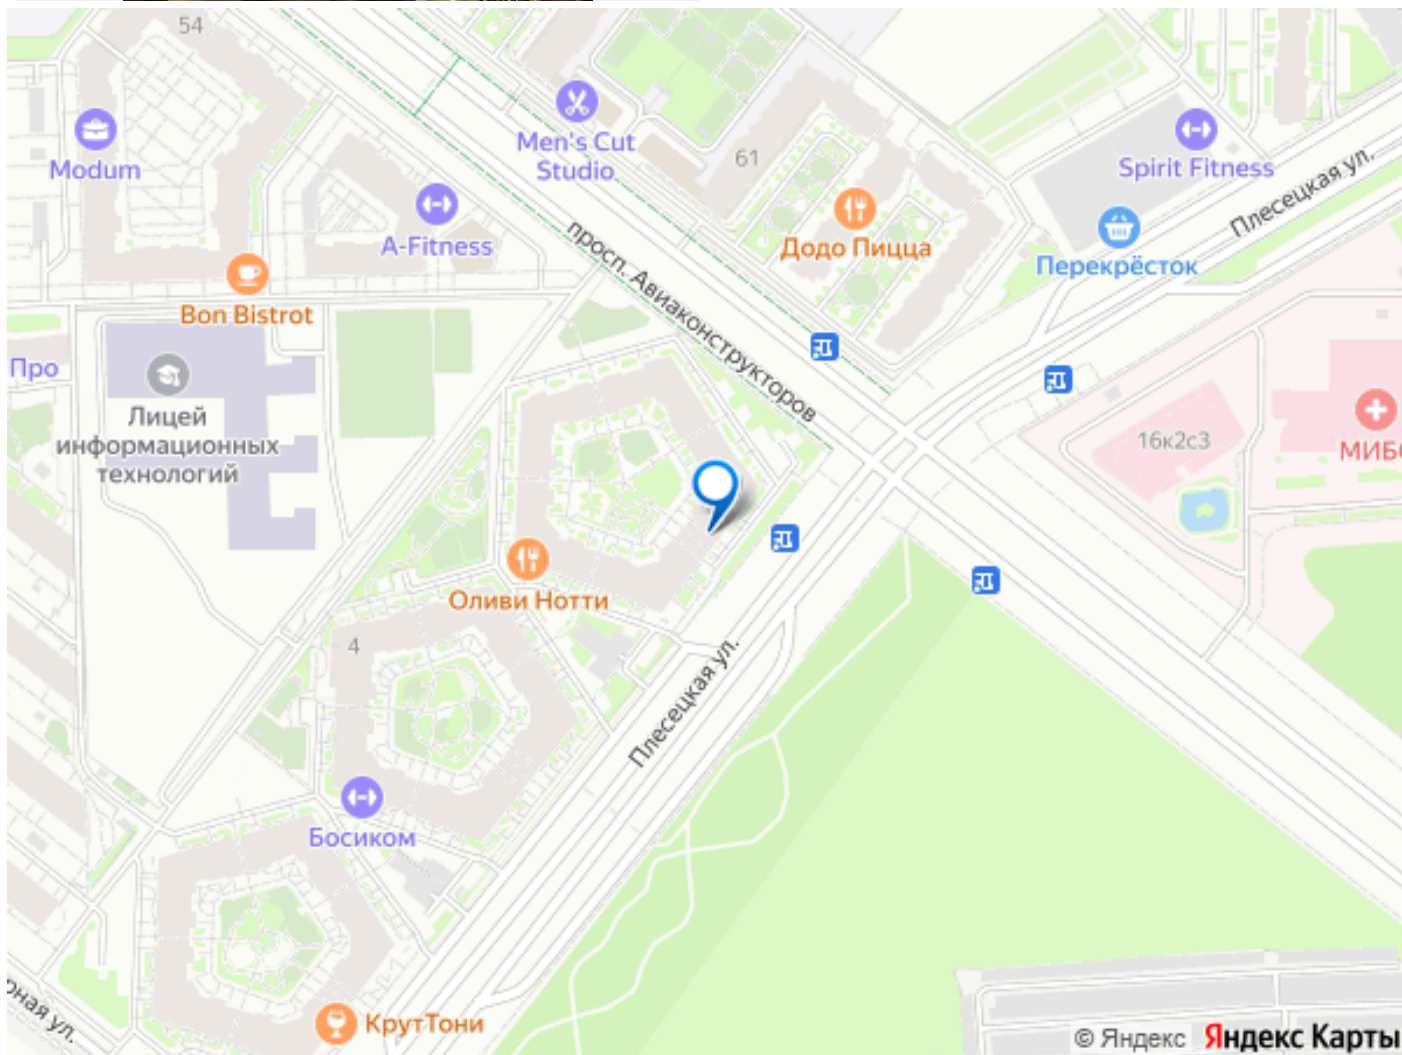 54
Modum
Men's Cut
Studio
61
Spirit Fitness
Плесецкая ул.
A-Fitness
просп. Авиаконструкторов
Додо Пицца
Перекрёсток
Bon Bistrot
Про
Лицей
информационных
технологий
16к2с3
Оливи Нотти
4
Плесецкая ул.
Босиком
КрутТони
ул.
© Яндекс Яндекс Карты